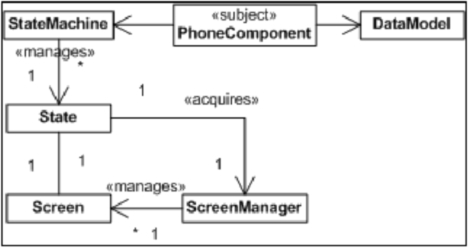 StateMachine
«subject»
PhoneComponent
DataModel
«manages»
1
*
State
1
«acquires»
1
1
1
«manages»
Screen
ScreenManager
* 1